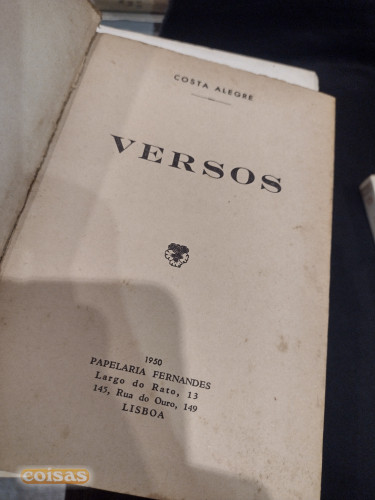 COSTA ALEGRE
VERSOS
1950
PAPELARIA FERNANDES
Largo do Rato, 13
145, Rua do Ouro, 149
LISBOA
coisas